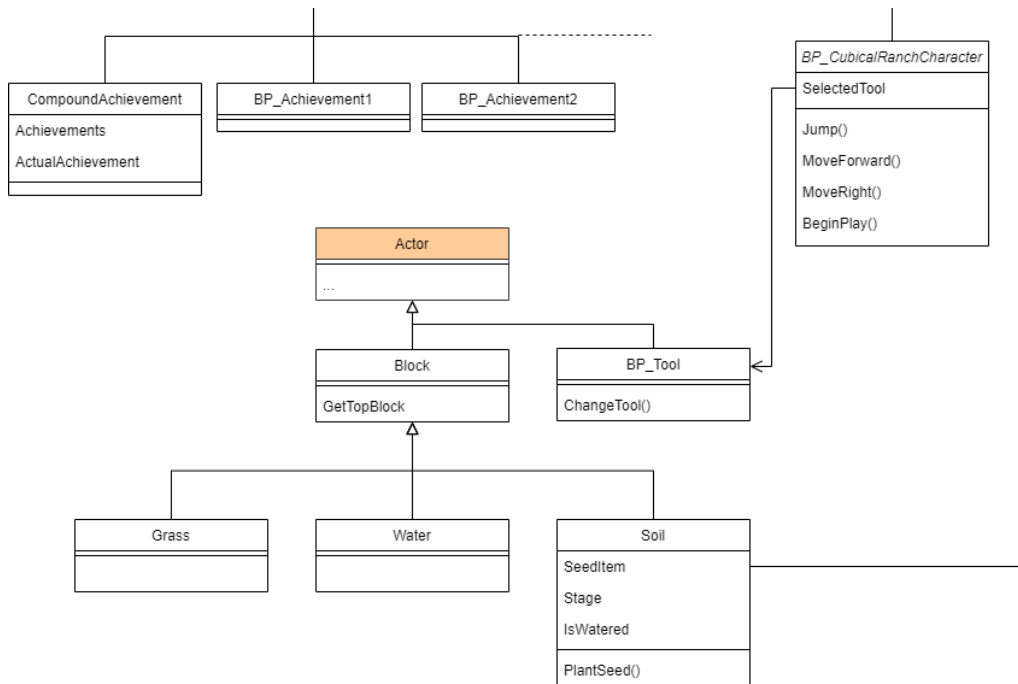 CompoundAchievement
Achievements
ActualAchievement
BP_Achievement1
BP_Achievement2
BP_CubicalRanchCharacter
SelectedTool
Jump()
MoveForward()
MoveRight()
BeginPlay()
Actor
...
Block
GetTopBlock
BP_Tool
ChangeTool()
Grass
Water
Soil
SeedItem
Stage
IsWatered
PlantSeed()